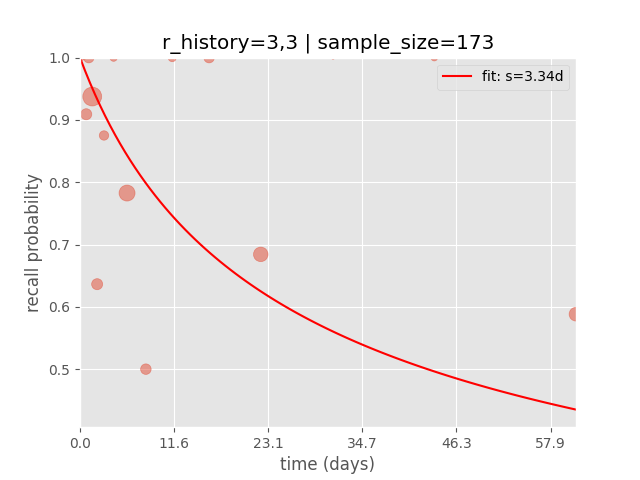 r_history=3,3 | sample_size=173
fit: s=3.34d
1.0
0.9
0.8
0.7
0.6
0.5
recall probability
0.0 11.6 23.1 34.7 46.3 57.9
time (days)